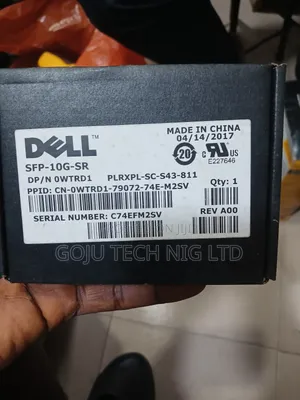 DELL
MADE IN CHINA
04/14/2017
SFP-10G-SR
20
E227646
DP/N 0WTRD1 PLRXPL-SC-S43-811
PPID: CN-0WTRD1-79072-74E-M2SV Qty: 1
SERIAL NUMBER: C74EFM2SV REV A00
GOJU TECH NIG LTD